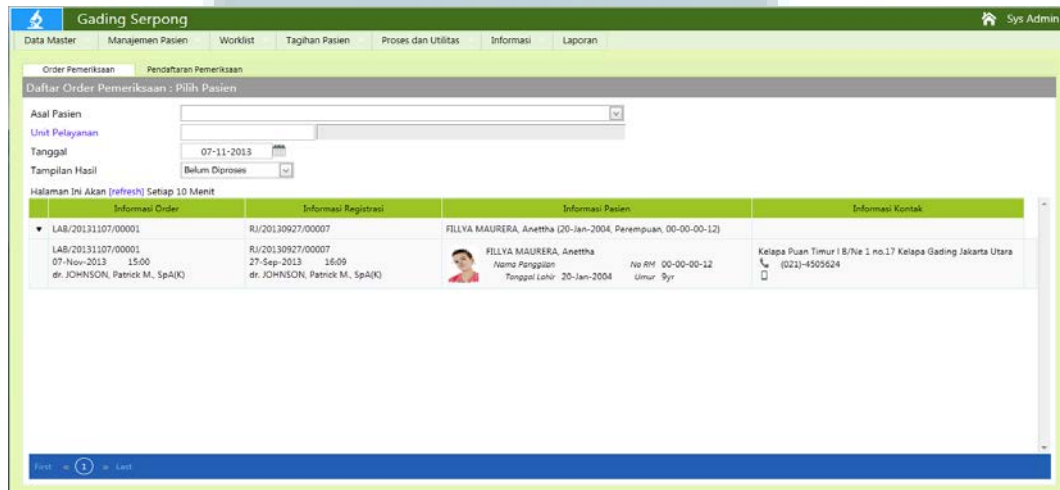 Gading Serpong
Sys Admin
Data Master Manajemen Pasien Worklist Tagihan Pasien Proses dan Utilitas Informasi Laporan
Order Pemeriksaan Pendaftaran Pemeriksaan
Daftar Order Pemeriksaan : Pilih Pasien
Asal Pasien
Unit Pelayanan
Tanggal 07-11-2013
Tampilan Hasil Belum Diproses
Halaman Ini Akan [refresh] Setiap 10 Menit
Informasi Order Informasi Registrasi Informasi Pasien Informasi Kontak
LAB/20131107/00001 RJ/20130927/00007 FILLYA MAURERA, Anettha (20-Jan-2004, Perempuan, 00-00-00-12)
LAB/20131107/00001 RJ/20130927/00007 FILLYA MAURERA, Anettha Kelapa Puan Timur I B/Ne 1 no.17 Kelapa Gading Jakarta Utara
07-Nov-2013 15:00 27-Sep-2013 16:09 Nama Panggilan No RM 00-00-00-12 (021)-4505624
dr. JOHNSON, Patrick M., SpA(K) dr. JOHNSON, Patrick M., SpA(K) Tanggal Lahir 20-Jan-2004 Umur 9yr
First « 1 » Last